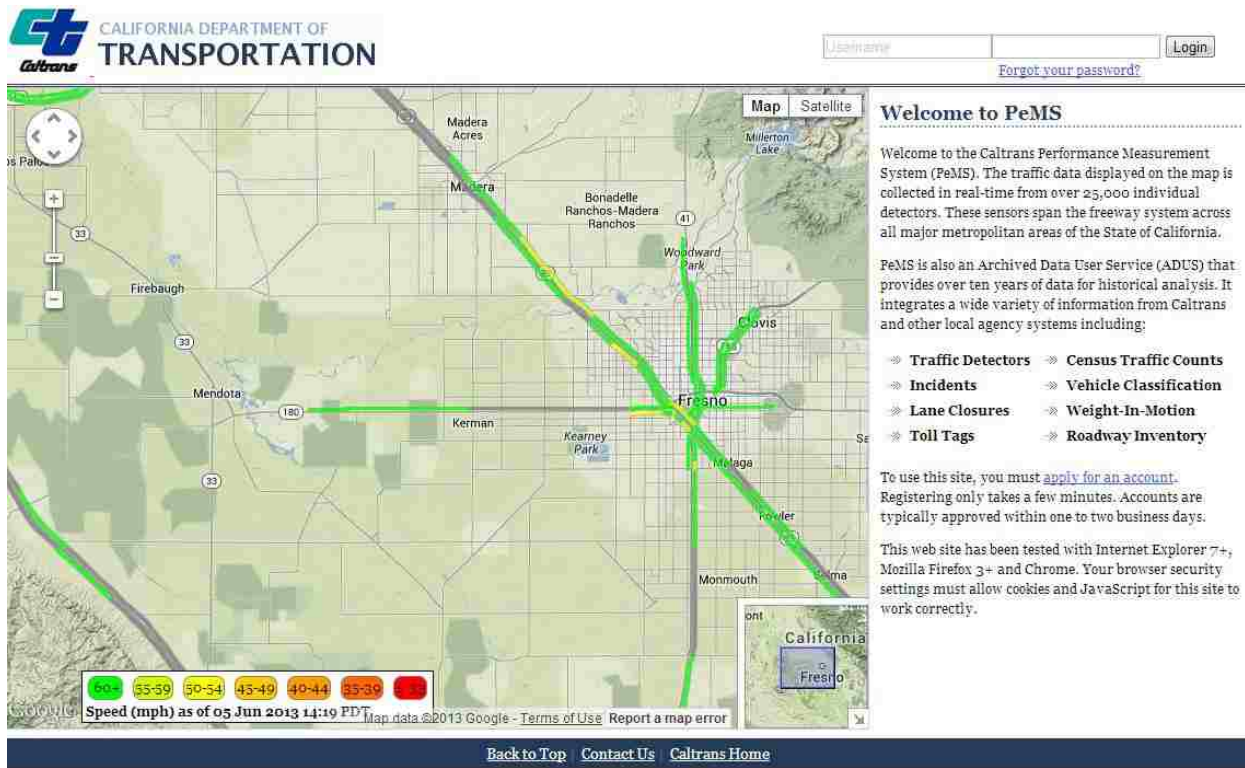 CALIFORNIA DEPARTMENT OF
TRANSPORTATION
Caltrans
Username
Login
Forgot your password?
Map
Satellite
Madera
Acres
Millerton
Lake
os Palo
Madera
Bonadelle
Ranchos-Madera
Ranchos
41
33
Woodward
Park
Firebaugh
Clovis
33
Mendota
180
Fresno
Kerman
Kearney
Park
Malaga
33
Fowler
Monmouth
Selma
ont
California
Fresno
60+
55-59
50-54
45-49
40-44
35-39
Speed (mph) as of 05 Jun 2013 14:19 PDT
Map data ©2013 Google - Terms of Use
Report a map error
Welcome to PeMS
Welcome to the Caltrans Performance Measurement
System (PeMS). The traffic data displayed on the map is
collected in real-time from over 25,000 individual
detectors. These sensors span the freeway system across
all major metropolitan areas of the State of California.
PeMS is also an Archived Data User Service (ADUS) that
provides over ten years of data for historical analysis. It
integrates a wide variety of information from Caltrans
and other local agency systems including:
Traffic Detectors
Census Traffic Counts
Incidents
Vehicle Classification
Lane Closures
Weight-In-Motion
Toll Tags
Roadway Inventory
To use this site, you must apply for an account.
Registering only takes a few minutes. Accounts are
typically approved within one to two business days.
This web site has been tested with Internet Explorer 7+,
Mozilla Firefox 3+ and Chrome. Your browser security
settings must allow cookies and JavaScript for this site to
work correctly.
Back to Top
Contact Us
Caltrans Home